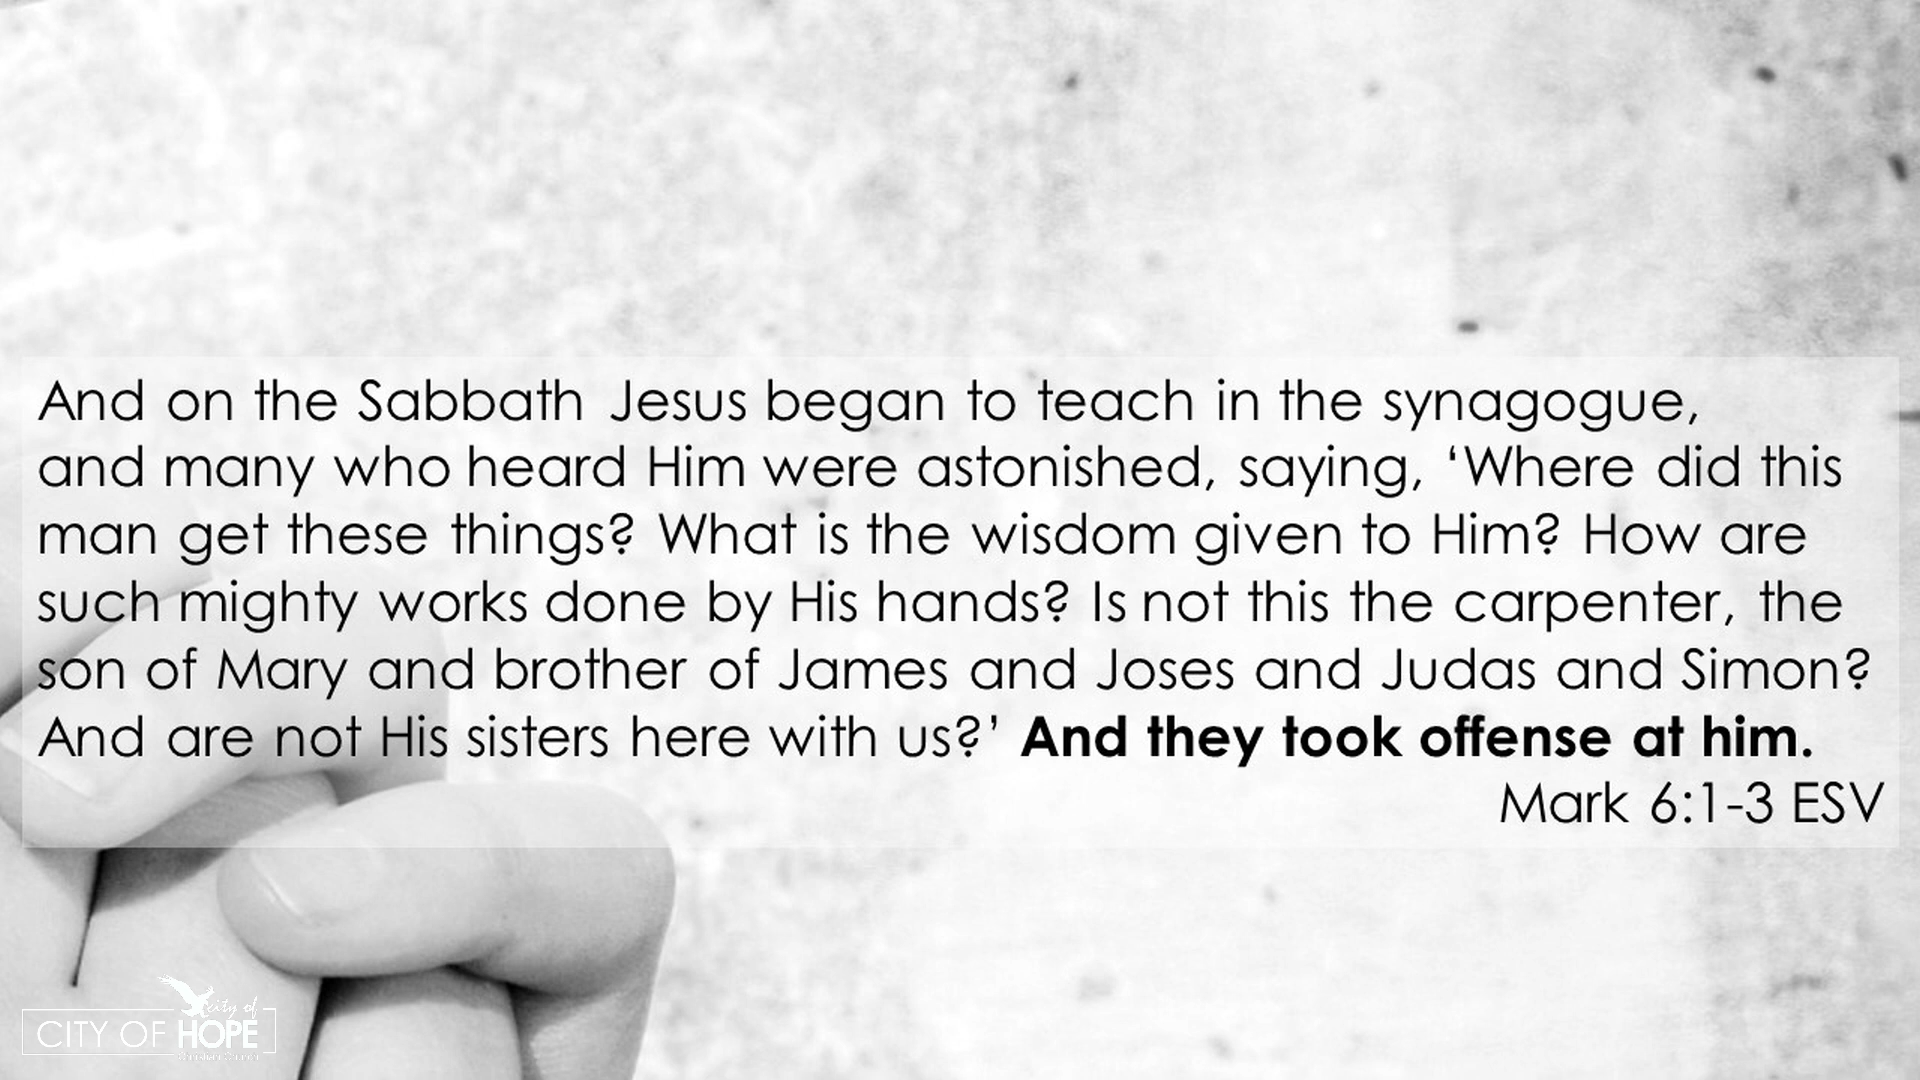 And on the Sabbath Jesus began to teach in the synagogue,
and many who heard Him were astonished, saying, ‘Where did this
man get these things? What is the wisdom given to Him? How are
such mighty works done by His hands? Is not this the carpenter, the
son of Mary and brother of James and Joses and Judas and Simon?
And are not His sisters here with us?’ And they took offense at him.
Mark 6:1-3 ESV
city of
CITY OF HOPE
Christian Church